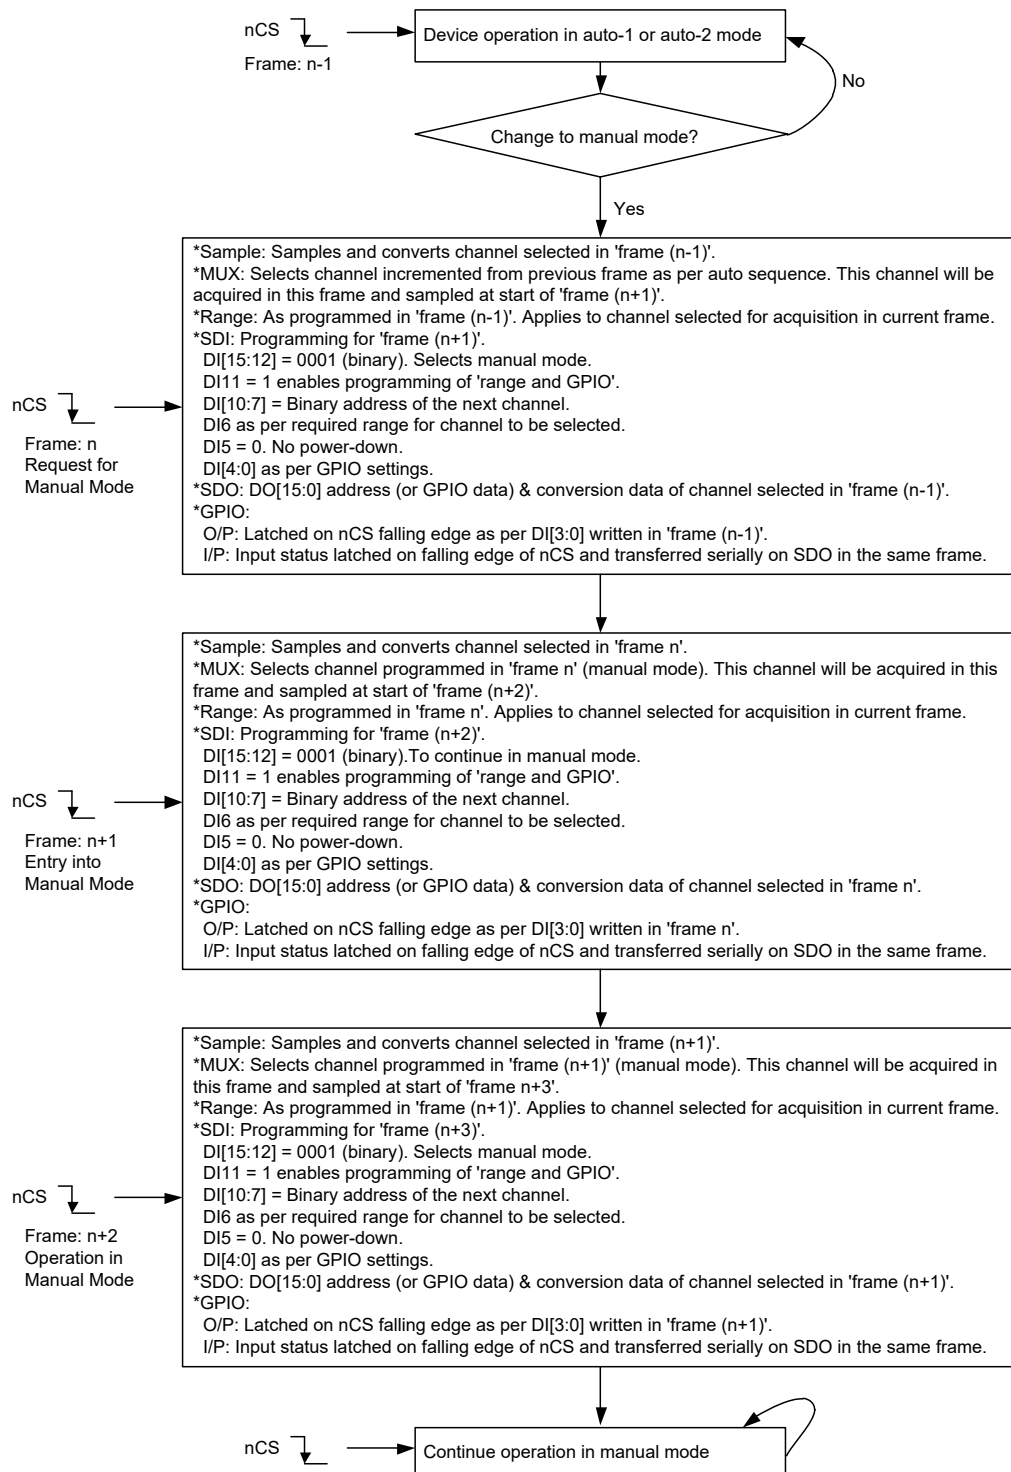 nCS
Frame: n-1
Device operation in auto-1 or auto-2 mode
No
Change to manual mode?
Yes
nCS
Frame: n
Request for
Manual Mode
*Sample: Samples and converts channel selected in 'frame (n-1)'.
*MUX: Selects channel incremented from previous frame as per auto sequence. This channel will be
acquired in this frame and sampled at start of 'frame (n+1)'.
*Range: As programmed in 'frame (n-1)'. Applies to channel selected for acquisition in current frame.
*SDI: Programming for 'frame (n+1)'.
DI[15:12] = 0001 (binary). Selects manual mode.
DI11 = 1 enables programming of 'range and GPIO'.
DI[10:7] = Binary address of the next channel.
DI6 as per required range for channel to be selected.
DI5 = 0. No power-down.
DI[4:0] as per GPIO settings.
*SDO: DO[15:0] address (or GPIO data) & conversion data of channel selected in 'frame (n-1)'.
*GPIO:
O/P: Latched on nCS falling edge as per DI[3:0] written in 'frame (n-1)'.
I/P: Input status latched on falling edge of nCS and transferred serially on SDO in the same frame.
nCS
Frame: n+1
Entry into
Manual Mode
*Sample: Samples and converts channel selected in 'frame n'.
*MUX: Selects channel programmed in 'frame n' (manual mode). This channel will be acquired in this
frame and sampled at start of 'frame (n+2)'.
*Range: As programmed in 'frame n'. Applies to channel selected for acquisition in current frame.
*SDI: Programming for 'frame (n+2)'.
DI[15:12] = 0001 (binary).To continue in manual mode.
DI11 = 1 enables programming of 'range and GPIO'.
DI[10:7] = Binary address of the next channel.
DI6 as per required range for channel to be selected.
DI5 = 0. No power-down.
DI[4:0] as per GPIO settings.
*SDO: DO[15:0] address (or GPIO data) & conversion data of channel selected in 'frame n'.
*GPIO:
O/P: Latched on nCS falling edge as per DI[3:0] written in 'frame n'.
I/P: Input status latched on falling edge of nCS and transferred serially on SDO in the same frame.
nCS
Frame: n+2
Operation in
Manual Mode
*Sample: Samples and converts channel selected in 'frame (n+1)'.
*MUX: Selects channel programmed in 'frame (n+1)' (manual mode). This channel will be acquired in
this frame and sampled at start of 'frame n+3'.
*Range: As programmed in 'frame (n+1)'. Applies to channel selected for acquisition in current frame.
*SDI: Programming for 'frame (n+3)'.
DI[15:12] = 0001 (binary). Selects manual mode.
DI11 = 1 enables programming of 'range and GPIO'.
DI[10:7] = Binary address of the next channel.
DI6 as per required range for channel to be selected.
DI5 = 0. No power-down.
DI[4:0] as per GPIO settings.
*SDO: DO[15:0] address (or GPIO data) & conversion data of channel selected in 'frame (n+1)'.
*GPIO:
O/P: Latched on nCS falling edge as per DI[3:0] written in 'frame (n+1)'.
I/P: Input status latched on falling edge of nCS and transferred serially on SDO in the same frame.
nCS
Continue operation in manual mode